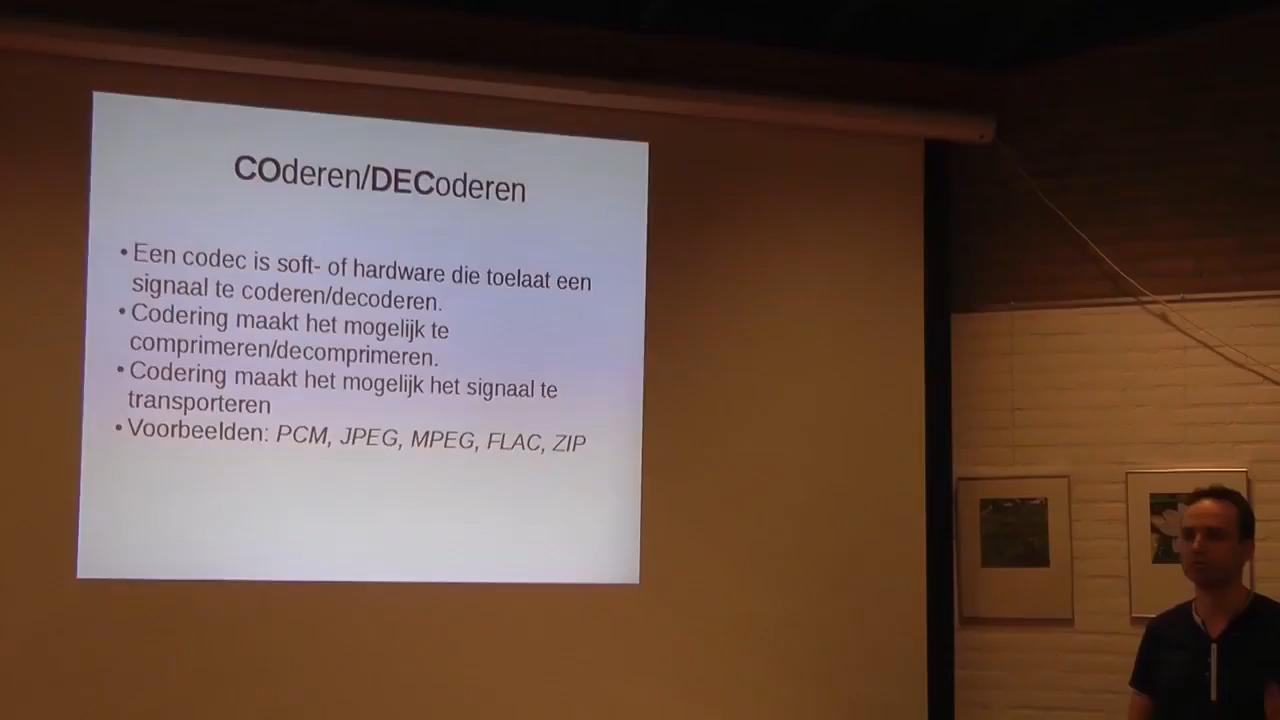 COderen/DECoderen
• Een codec is soft- of hardware die toelaat een
signaal te coderen/decoderen.
• Codering maakt het mogelijk te
comprimeren/decomprimeren.
• Codering maakt het mogelijk het signaal te
transporteren
• Voorbeelden: PCM, JPEG, MPEG, FLAC, ZIP